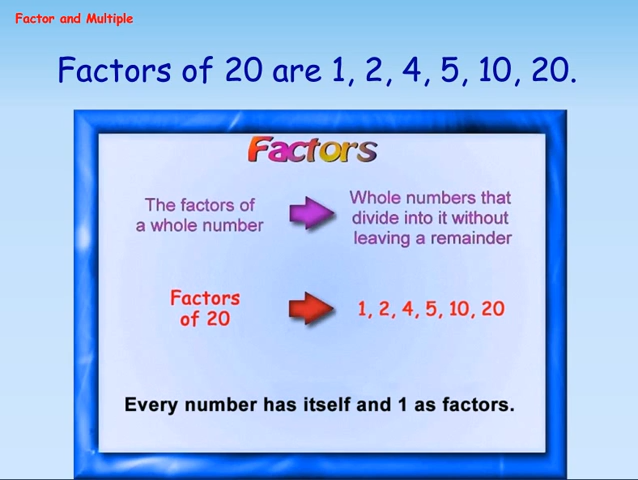 Factor and Multiple
Factors of 20 are 1, 2, 4, 5, 10, 20.
Factors
The factors of
a whole number
Whole numbers that
divide into it without
leaving a remainder
Factors
of 20
1, 2, 4, 5, 10, 20
Every number has itself and 1 as factors.